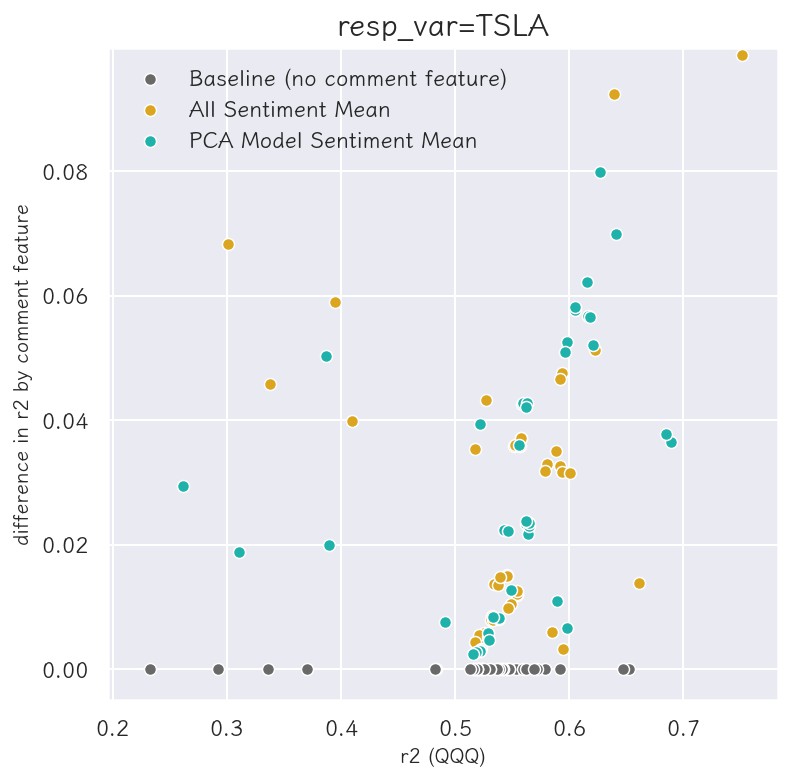 resp_var=TSLA
Baseline (no comment feature)
All Sentiment Mean
PCA Model Sentiment Mean
difference in r2 by comment feature
0.08
0.06
0.04
0.02
0.00
0.2 0.3 0.4 0.5 0.6 0.7
r2 (QQQ)